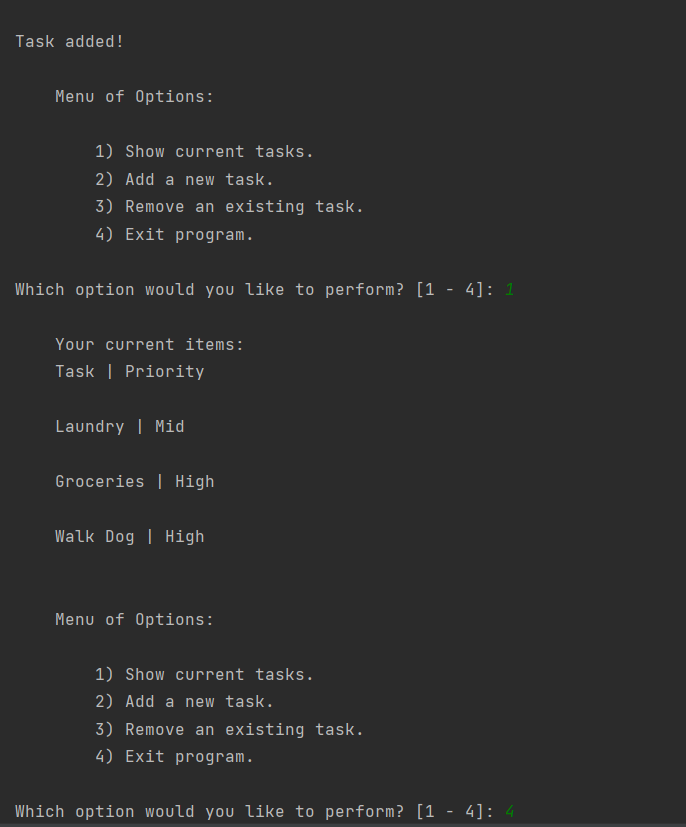 Task added!
Menu of Options:
1) Show current tasks.
2) Add a new task.
3) Remove an existing task.
4) Exit program.
Which option would you like to perform? [1 - 4]: 1
Your current items:
Task | Priority
Laundry | Mid
Groceries | High
Walk Dog | High
Menu of Options:
1) Show current tasks.
2) Add a new task.
3) Remove an existing task.
4) Exit program.
Which option would you like to perform? [1 - 4]: 4